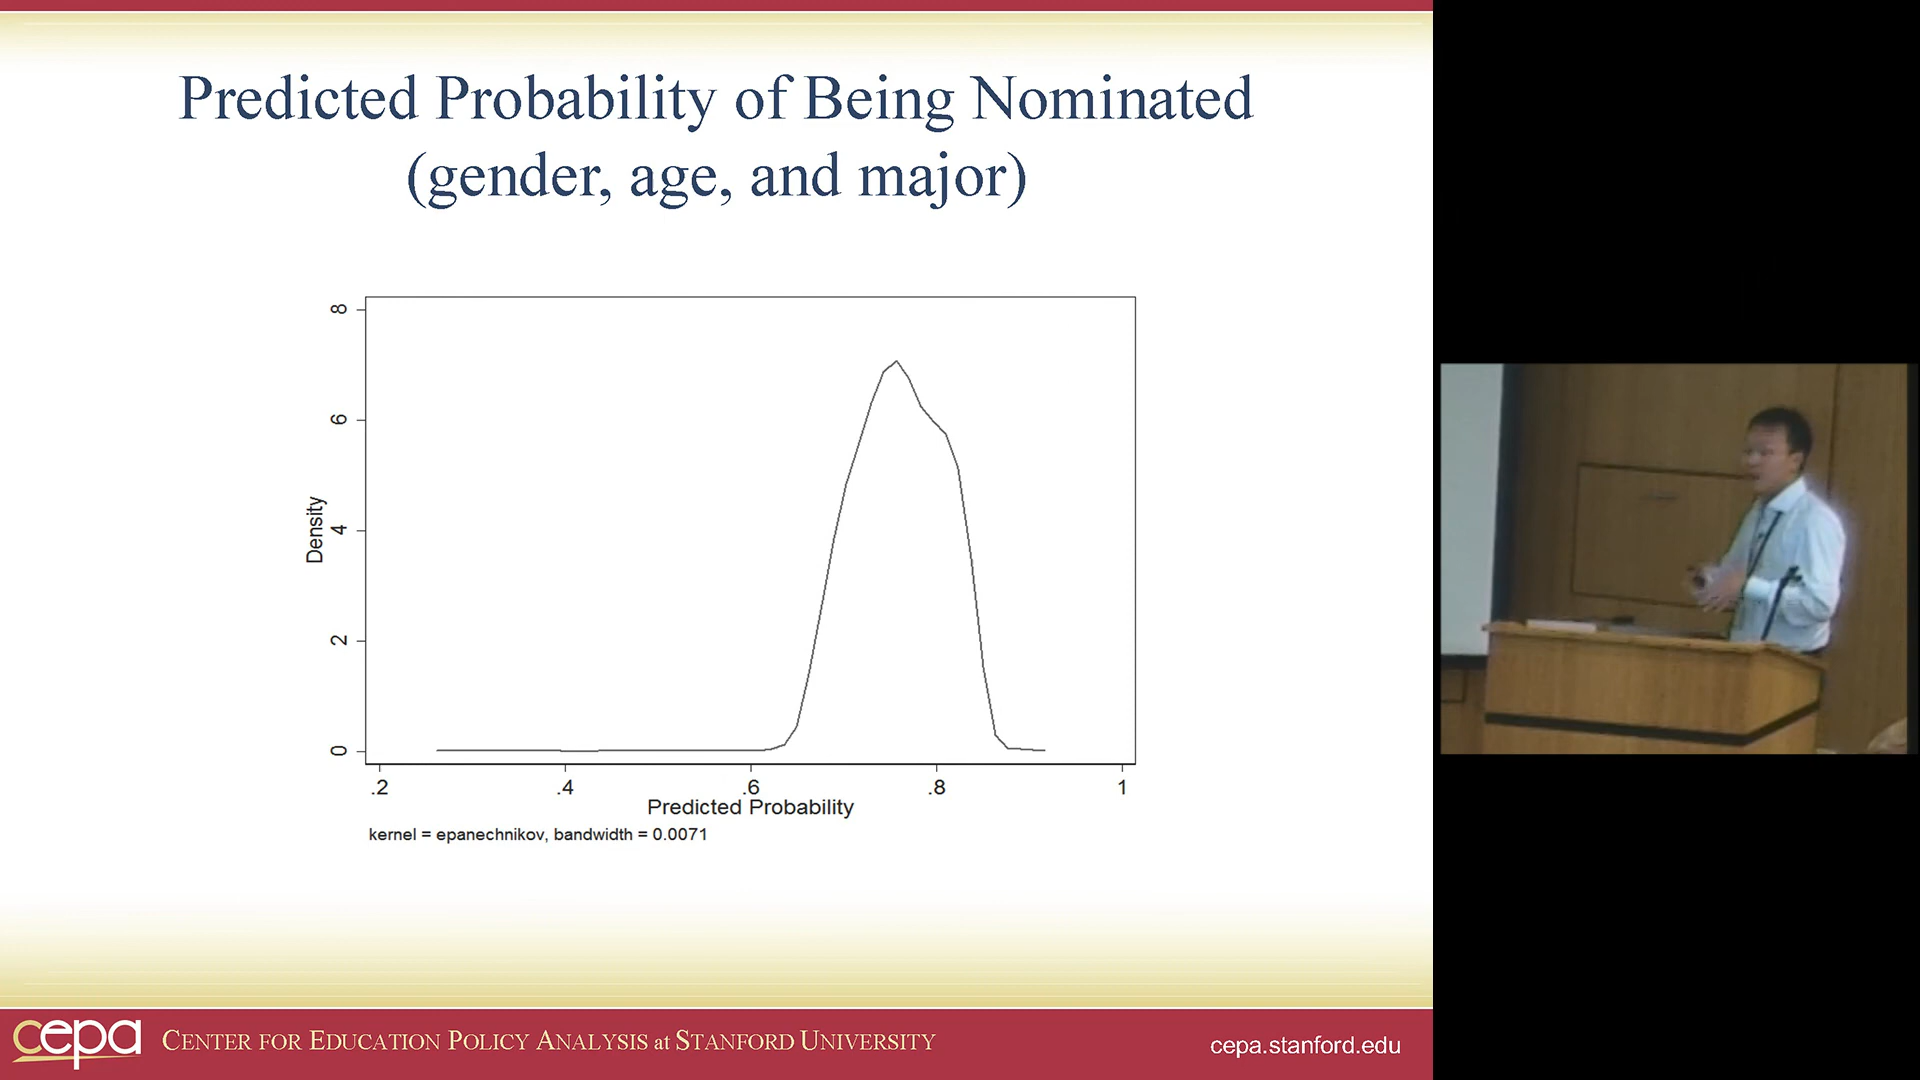 Predicted Probability of Being Nominated
(gender, age, and major)
8
6
4
2
0
Density
.2 .4 .6 .8 1
Predicted Probability
kernel = epanechnikov, bandwidth = 0.0071
cepa CENTER FOR EDUCATION POLICY ANALYSIS at STANFORD UNIVERSITY
cepa.stanford.edu